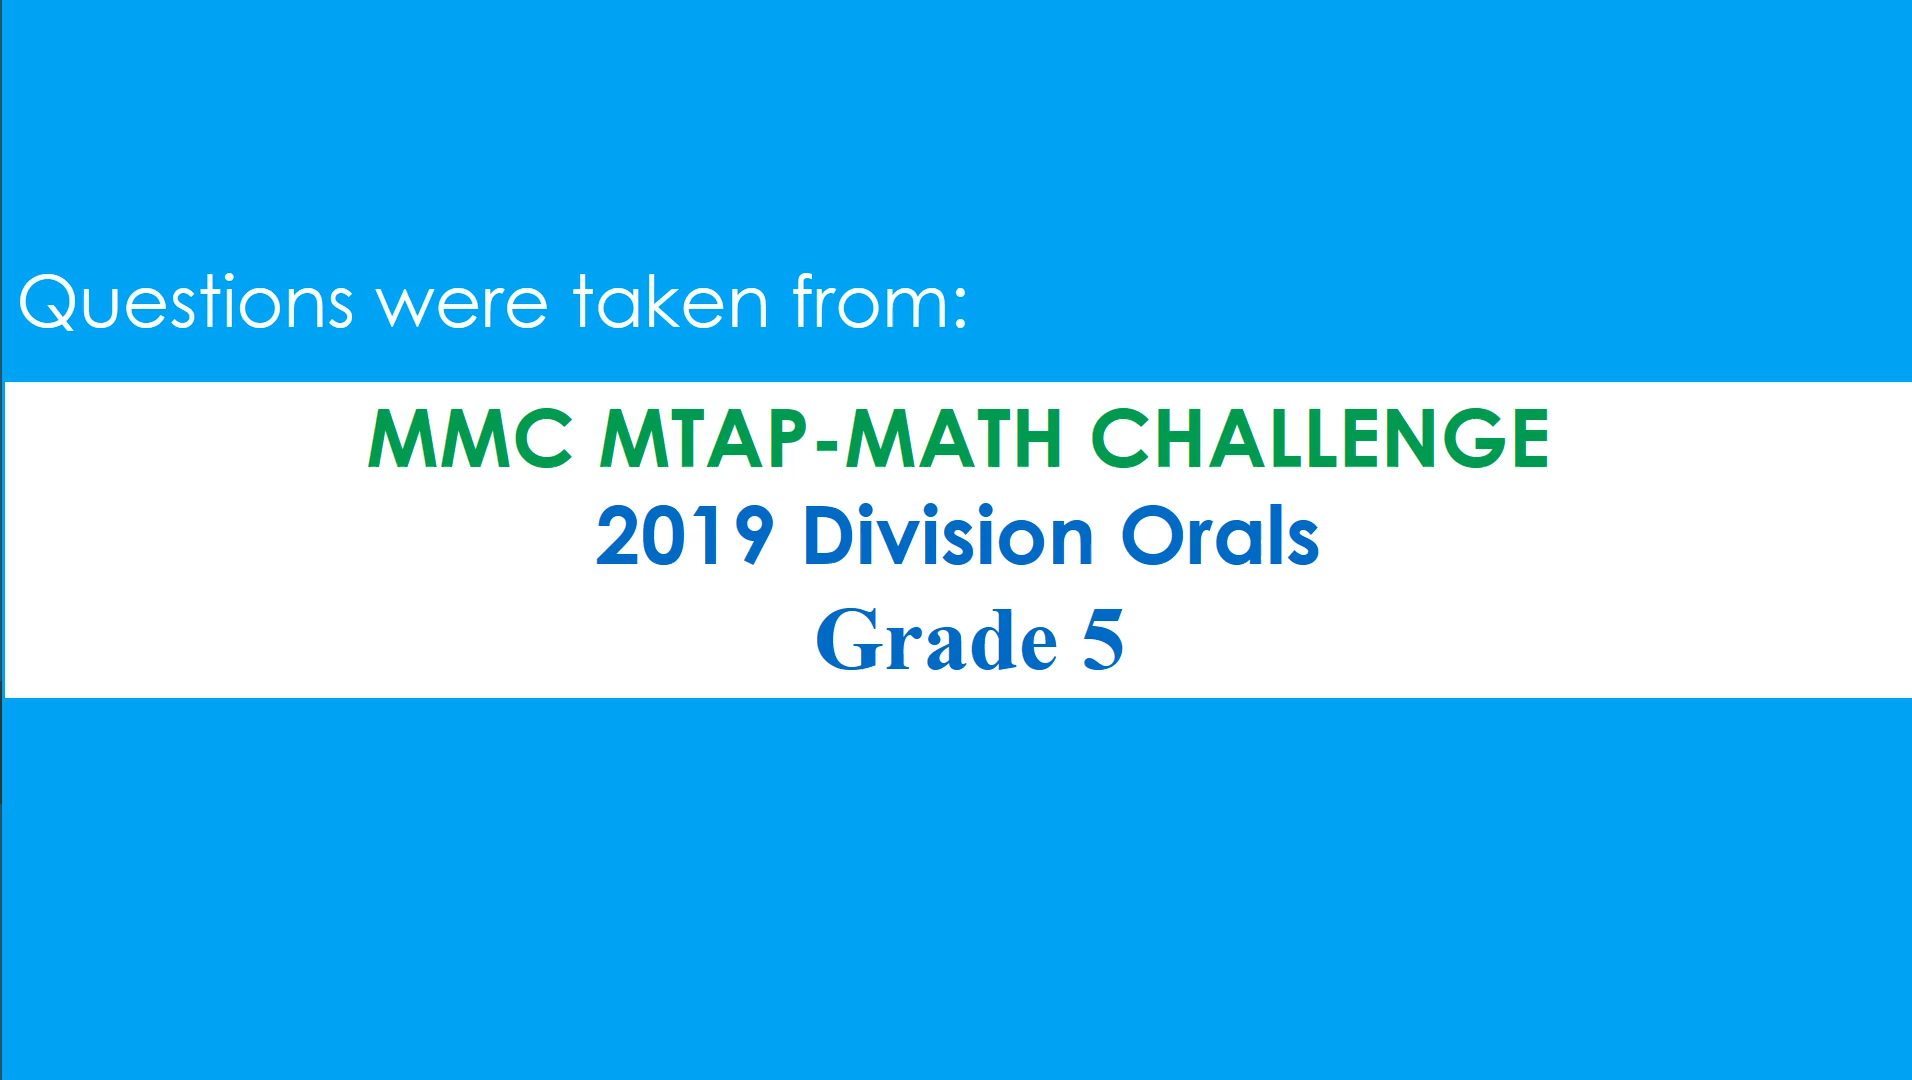 Questions were taken from:
MMC MTAP-MATH CHALLENGE
2019 Division Orals
Grade 5